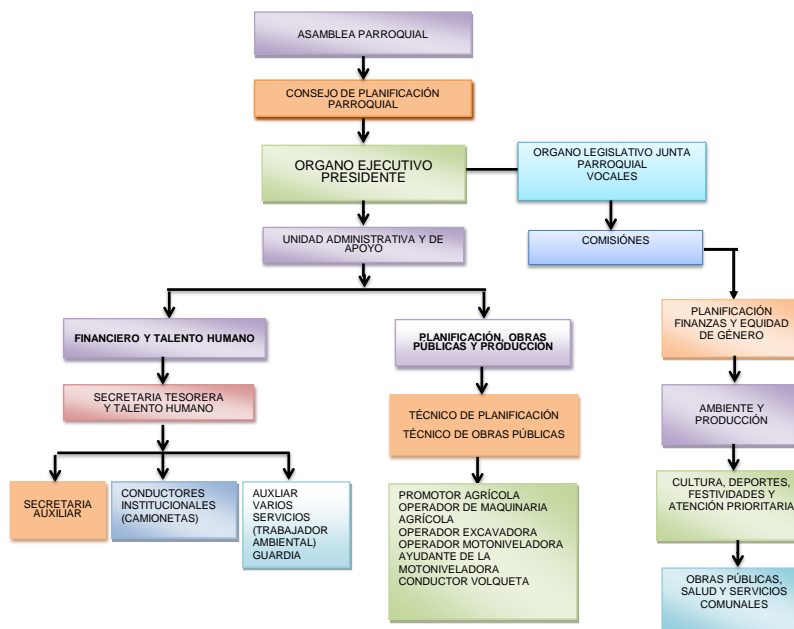 ASAMBLEA PARROQUIAL
CONSEJO DE PLANIFICACIÓN
PARROQUIAL
ORGANO EJECUTIVO
PRESIDENTE
ORGANO LEGISLATIVO JUNTA
PARROQUIAL
VOCALES
UNIDAD ADMINISTRATIVA Y DE
APOYO
COMISIÓNES
FINANCIERO Y TALENTO HUMANO
PLANIFICACIÓN, OBRAS
PÚBLICAS Y PRODUCCIÓN
PLANIFICACIÓN
FINANZAS Y EQUIDAD
DE GÉNERO
SECRETARIA TESORERA
Y TALENTO HUMANO
TÉCNICO DE PLANIFICACIÓN
TÉCNICO DE OBRAS PÚBLICAS
AMBIENTE Y
PRODUCCIÓN
SECRETARIA
AUXILIAR
CONDUCTORES
INSTITUCIONALES
(CAMIONETAS)
AUXLIAR
VARIOS
SERVICIOS
(TRABAJADOR
AMBIENTAL)
GUARDIA
PROMOTOR AGRÍCOLA
OPERADOR DE MAQUINARIA
AGRÍCOLA
OPERADOR EXCAVADORA
OPERADOR MOTONIVELADORA
AYUDANTE DE LA
MOTONIVELADORA
CONDUCTOR VOLQUETA
CULTURA, DEPORTES,
FESTIVIDADES Y
ATENCIÓN PRIORITARIA
OBRAS PÚBLICAS,
SALUD Y SERVICIOS
COMUNALES